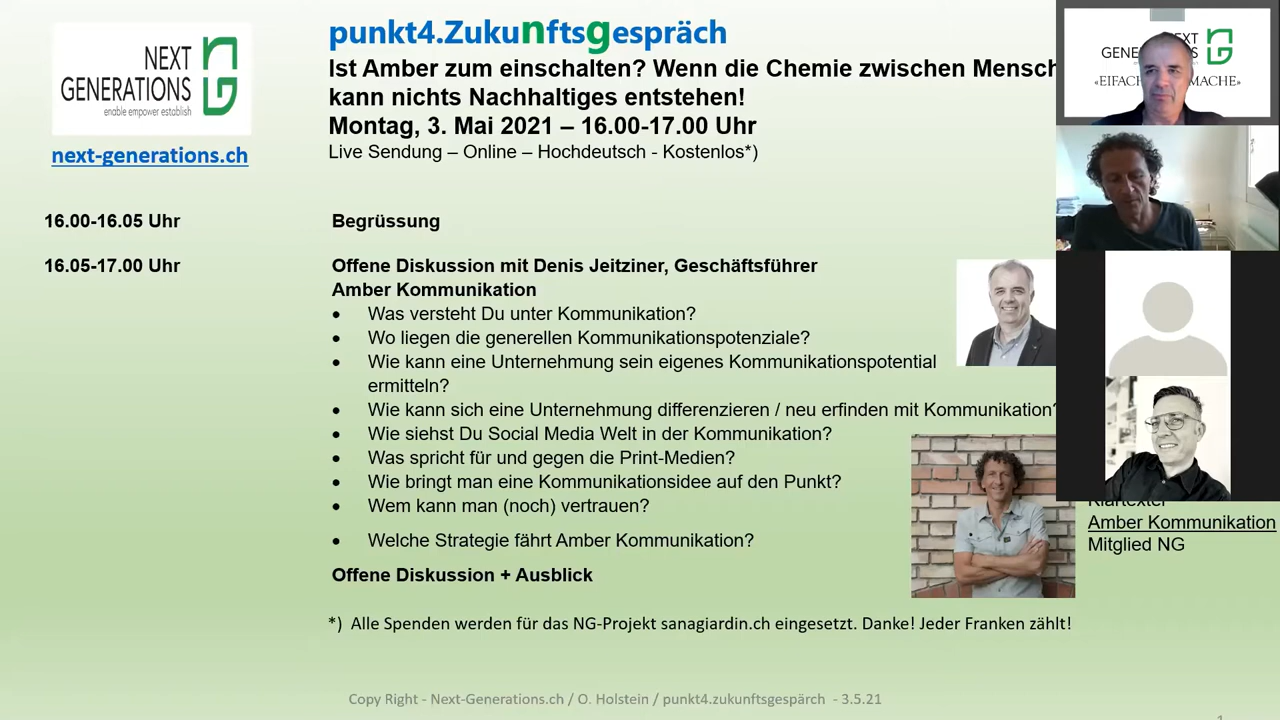 NEXT
GENERATIONS
enable empower establish
next-generations.ch
punkt4.Zukunftsgespräch
Ist Amber zum einschalten? Wenn die Chemie zwischen Mensch
kann nichts Nachhaltiges entstehen!
Montag, 3. Mai 2021 – 16.00-17.00 Uhr
Live Sendung – Online – Hochdeutsch - Kostenlos*)
16.00-16.05 Uhr
Begrüssung
16.05-17.00 Uhr
Offene Diskussion mit Denis Jeitziner, Geschäftsführer
Amber Kommunikation
• Was versteht Du unter Kommunikation?
• Wo liegen die generellen Kommunikationspotenziale?
• Wie kann eine Unternehmung sein eigenes Kommunikationspotential
ermitteln?
• Wie kann sich eine Unternehmung differenzieren / neu erfinden mit Kommunikation?
• Wie siehst Du Social Media Welt in der Kommunikation?
• Was spricht für und gegen die Print-Medien?
• Wie bringt man eine Kommunikationsidee auf den Punkt?
• Wem kann man (noch) vertrauen?
• Welche Strategie fährt Amber Kommunikation?
Offene Diskussion + Ausblick
*) Alle Spenden werden für das NG-Projekt sanagiardin.ch eingesetzt. Danke! Jeder Franken zählt!
Klartexter
Amber Kommunikation
Mitglied NG
Copy Right - Next-Generations.ch / O. Holstein / punkt4.zukunftsgespärch - 3.5.21